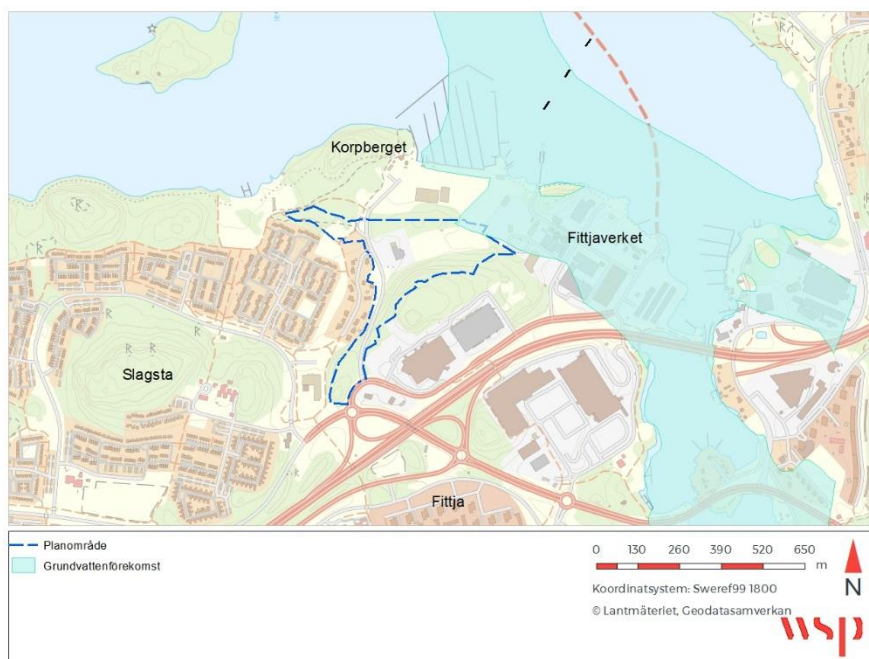 Korpberget
Fittjaverket
Slagsta
Fittja
Planområde
Grundvattenförekomst
0 130 260 390 520 650
m
N
Koordinatsystem: Sweref99 1800
© Lantmäteriet, Geodatasamverkan
wsp